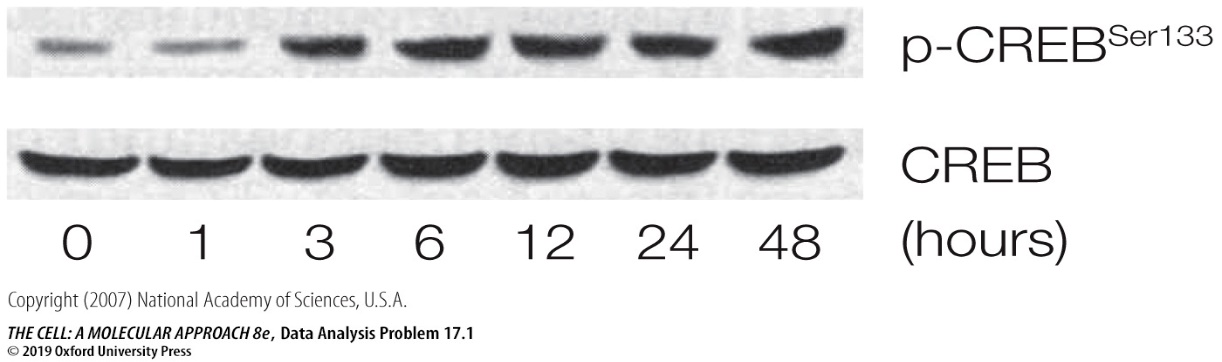 p-CREBSer133
CREB
0 1 3 6 12 24 48 (hours)
Copyright (2007) National Academy of Sciences, U.S.A.
THE CELL: A MOLECULAR APPROACH 8e, Data Analysis Problem 17.1
© 2019 Oxford University Press